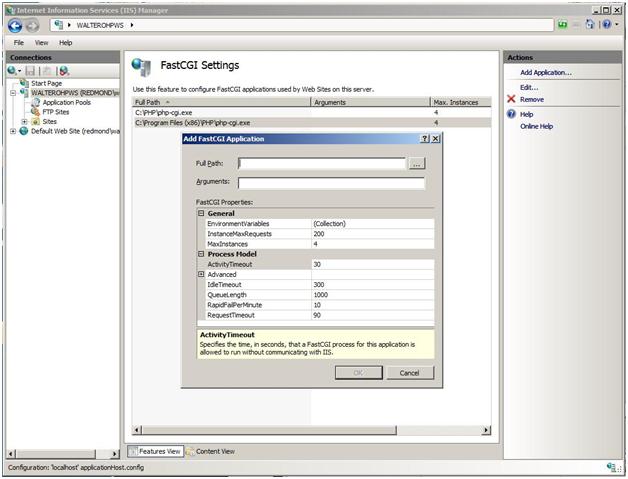 Internet Information Services (IIS) Manager
WALTEROHPWS
File View Help
Connections
Start Page
WALTEROHPWS (REDMOND\w
Application Pools
FTP Sites
Sites
Default Web Site (redmond\wa
FastCGI Settings
Use this feature to configure FastCGI applications used by Web Sites on this server.
Full Path Arguments Max. Instances
C:\PHP\php-cgi.exe 4
C:\Program Files (x86)\PHP\php-cgi.exe 4
Add FastCGI Application
Full Path:
...
Arguments:
FastCGI Properties:
General
EnvironmentVariables (Collection)
InstanceMaxRequests 200
MaxInstances 4
Process Model
ActivityTimeout 30
Advanced
IdleTimeout 300
QueueLength 1000
RapidFailPerMinute 10
RequestTimeout 90
ActivityTimeout
Specifies the time, in seconds, that a FastCGI process for this application is
allowed to run without communicating with IIS.
OK Cancel
Features View Content View
Actions
Add Application...
Edit...
Remove
Help
Online Help
Configuration: 'localhost' applicationHost.config